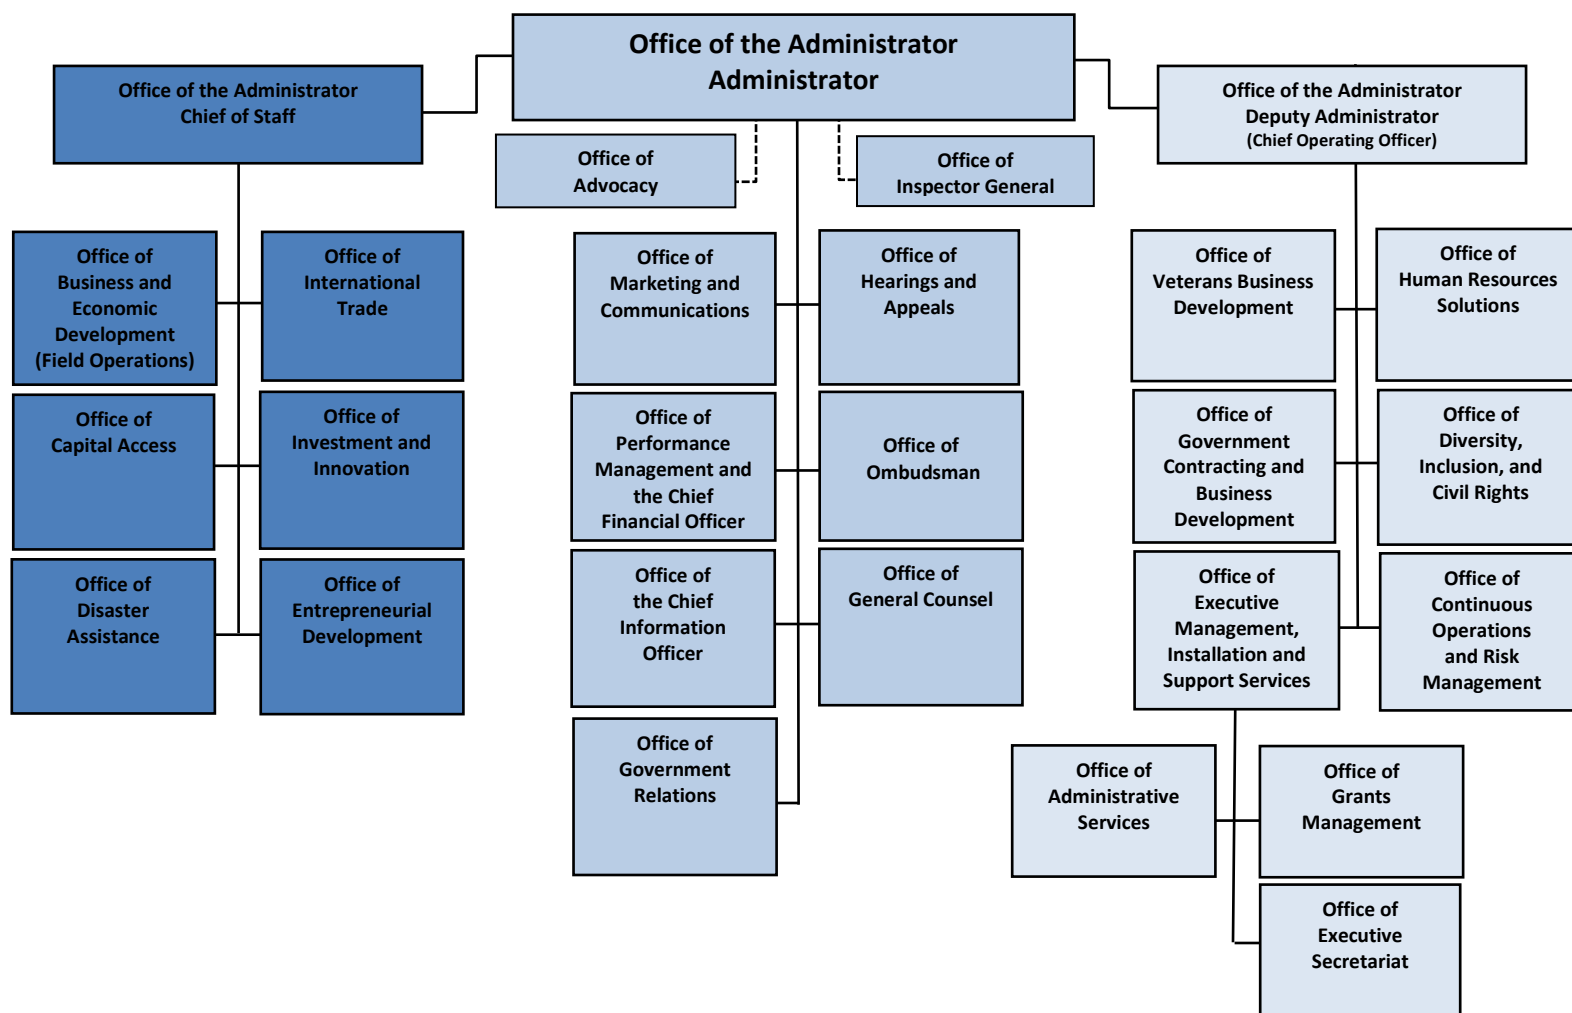 Office of the Administrator
Administrator
Office of the Administrator
Chief of Staff
Office of the Administrator
Deputy Administrator
(Chief Operating Officer)
Office of
Advocacy
Office of
Inspector General
Office of
Business and
Economic
Development
(Field Operations)
Office of
International
Trade
Office of
Capital Access
Office of
Investment and
Innovation
Office of
Disaster
Assistance
Office of
Entrepreneurial
Development
Office of
Marketing and
Communications
Office of
Hearings and
Appeals
Office of
Performance
Management and
the Chief
Financial Officer
Office of
Ombudsman
Office of
the Chief
Information
Officer
Office of
General Counsel
Office of
Government
Relations
Office of
Veterans Business
Development
Office of
Human Resources
Solutions
Office of
Government
Contracting and
Business
Development
Office of
Diversity,
Inclusion, and
Civil Rights
Office of
Executive
Management,
Installation and
Support Services
Office of
Continuous
Operations
and Risk
Management
Office of
Administrative
Services
Office of
Grants
Management
Office of
Executive
Secretariat